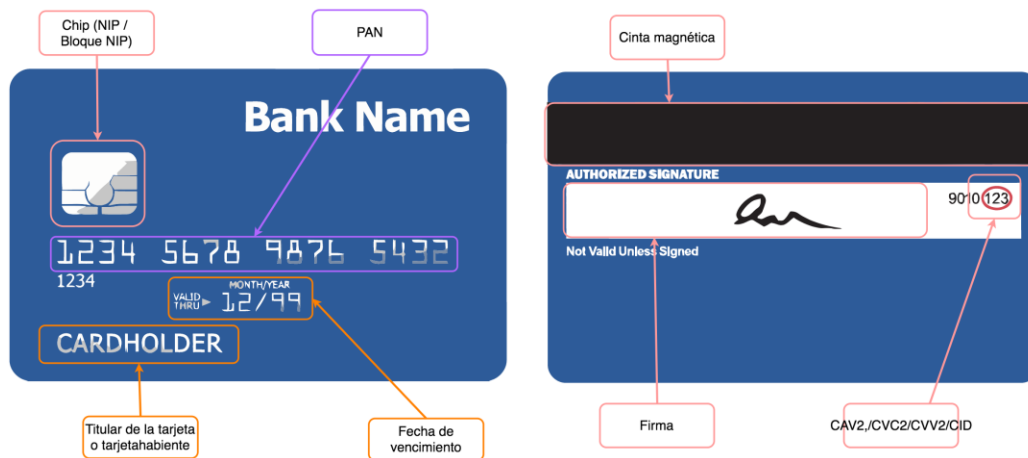 Chip (NIP /
Bloque NIP)
PAN
Bank Name
1234 5678 9876 5432
1234
MONTH/YEAR
VALID
THRU
12/99
CARDHOLDER
Titular de la tarjeta
o tarjetahabiente
Fecha de
vencimiento
Cinta magnética
AUTHORIZED SIGNATURE
9010 123
Not Valid Unless Signed
Firma
CAV2,/CVC2/CVV2/CID